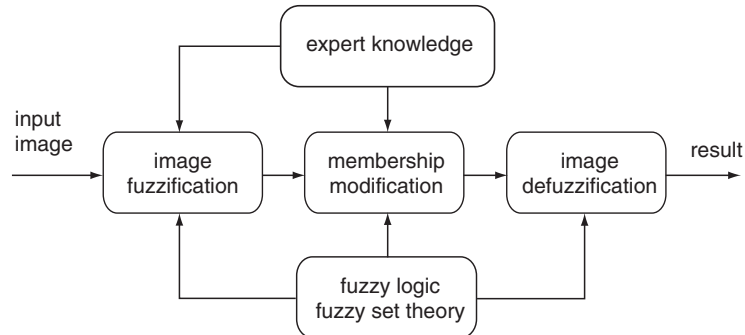 expert knowledge
input
image
image
fuzzification
membership
modification
image
defuzzification
result
fuzzy logic
fuzzy set theory